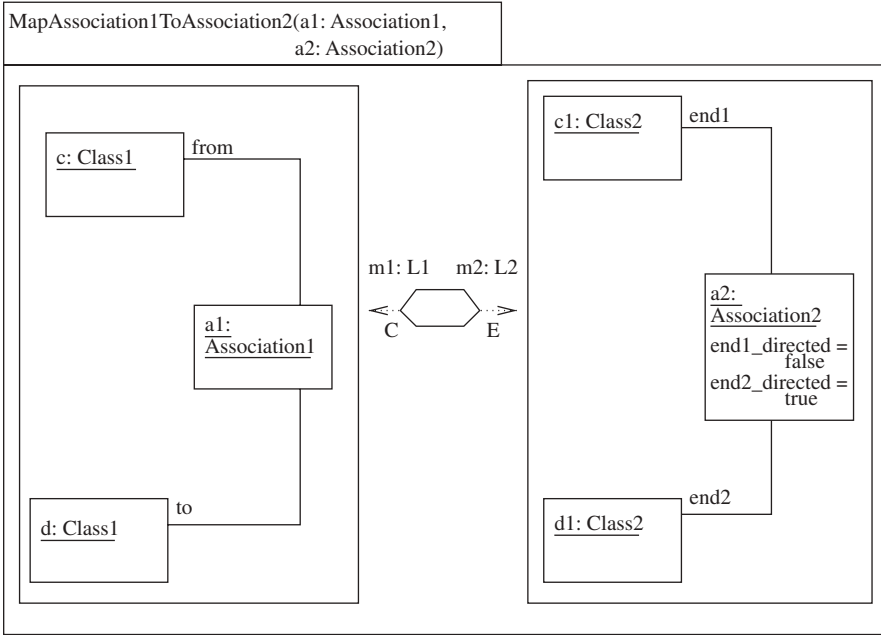 MapAssociation1ToAssociation2(a1: Association1,
a2: Association2)
c: Class1
from
a1:
Association1
d: Class1
to
m1: L1
m2: L2
C
E
c1: Class2
end1
a2:
Association2
end1_directed =
false
end2_directed =
true
d1: Class2
end2